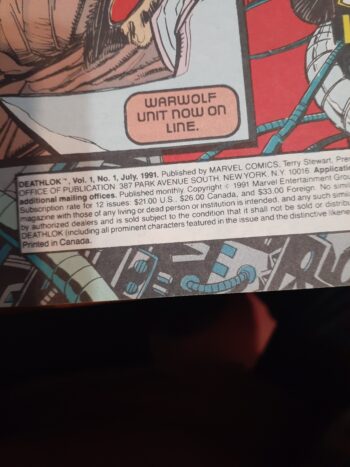 WARWOLF
UNIT NOW ON
LINE.
DEATHLOK™, Vol. 1, No. 1, July, 1991. Published by MARVEL COMICS, Terry Stewart, Pres
OFFICE OF PUBLICATION: 387 PARK AVENUE SOUTH, NEW YORK, N.Y. 10016. Applicatio
additional mailing offices. Published monthly. Copyright © 1991 Marvel Entertainment Grou
Subscription rate for 12 issues: $21.00 U.S., $26.00 Canada, and $33.00 Foreign. No simil
magazine with those of any living or dead person or institution is intended, and any such simila
by authorized dealers and is sold subject to the condition that it shall not be sold or distribu
DEATHLOK (including all prominent characters featured in the issue and the distinctive likene
Printed in Canada.